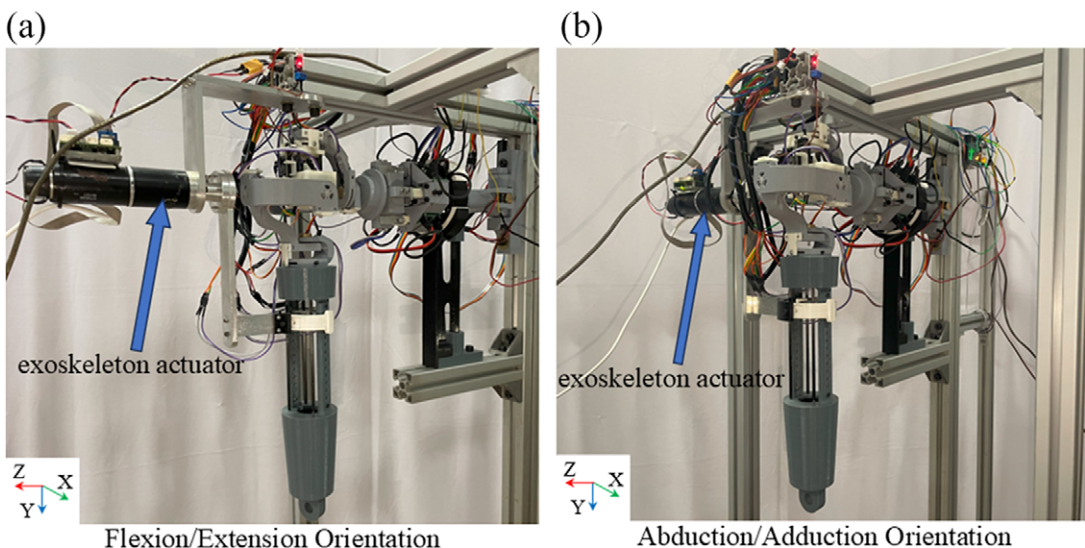 (a)
(b)
exoskeleton actuator
exoskeleton actuator
Z
X
Y
Z
X
Y
Flexion/Extension Orientation
Abduction/Adduction Orientation